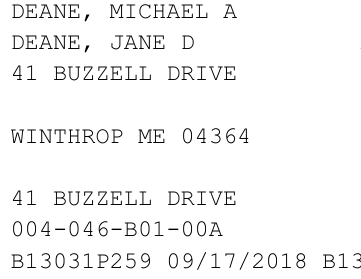 DEANE, MICHAEL A
DEANE, JANE D
41 BUZZELL DRIVE
WINTHROP ME 04364
41 BUZZELL DRIVE
004-046-B01-00A
B13031P259 09/17/2018 B13